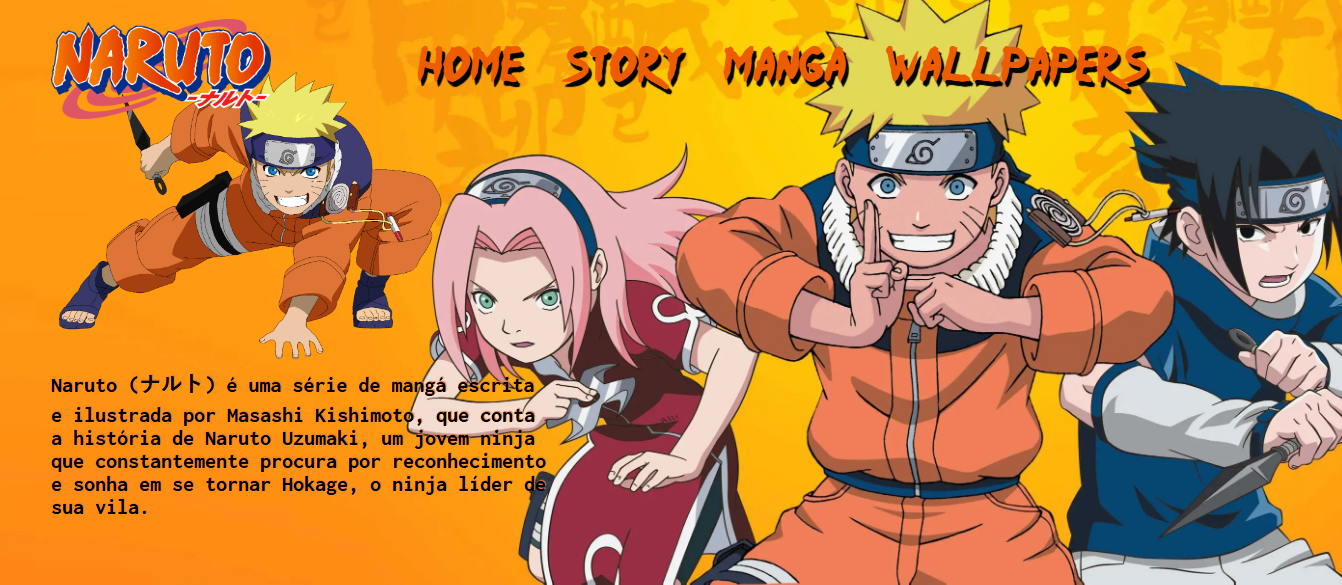 NARUTO
-ナルト-
HOME STORY MANGA WALLPAPERS
Naruto (ナルト) é uma série de mangá escrita
e ilustrada por Masashi Kishimoto, que conta
a história de Naruto Uzumaki, um jovem ninja
que constantemente procura por reconhecimento
e sonha em se tornar Hokage, o ninja líder de
sua vila.